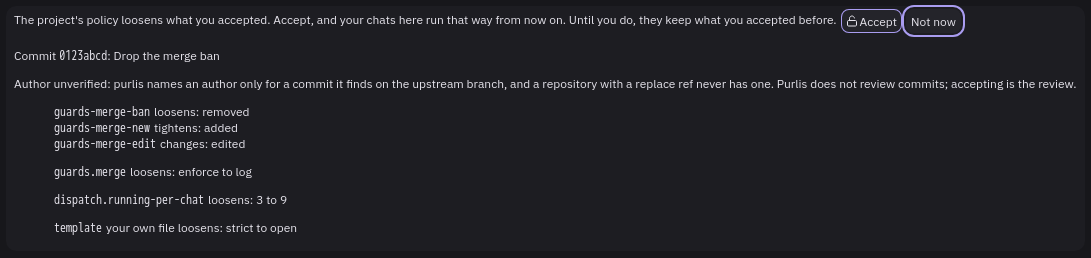 The project's policy loosens what you accepted. Accept, and your chats here run that way from now on. Until you do, they keep what you accepted before. Accept Not now
Commit 0123abcd: Drop the merge ban
Author unverified: purlis names an author only for a commit it finds on the upstream branch, and a repository with a replace ref never has one. Purlis does not review commits; accepting is the review.
guards-merge-ban loosens: removed
guards-merge-new tightens: added
guards-merge-edit changes: edited
guards.merge loosens: enforce to log
dispatch.running-per-chat loosens: 3 to 9
template your own file loosens: strict to open